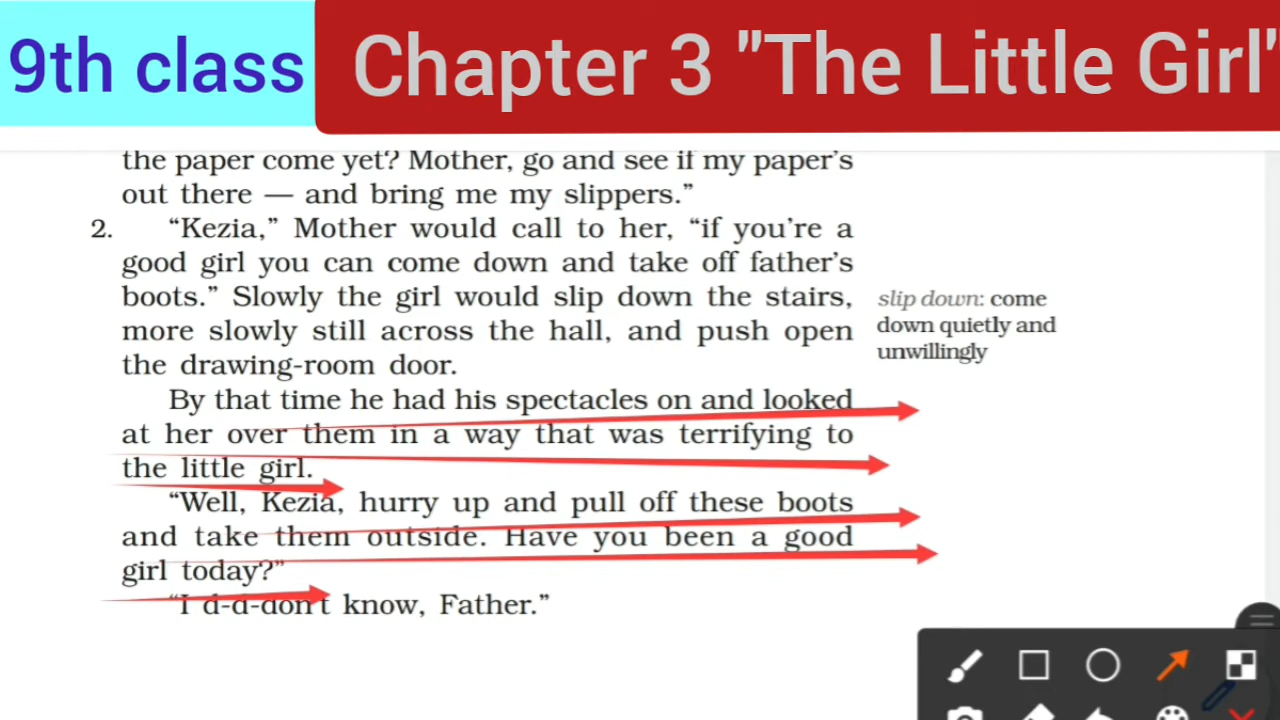 9th class
Chapter 3 "The Little Girl"
the paper come yet? Mother, go and see if my paper's
out there — and bring me my slippers.”
2. “Kezia,” Mother would call to her, “if you're a
good girl you can come down and take off father's
boots.” Slowly the girl would slip down the stairs,
more slowly still across the hall, and push open
the drawing-room door.
slip down: come
down quietly and
unwillingly
By that time he had his spectacles on and looked
at her over them in a way that was terrifying to
the little girl.
“Well, Kezia, hurry up and pull off these boots
and take them outside. Have you been a good
girl today?”
“I d-d-don't know, Father.”